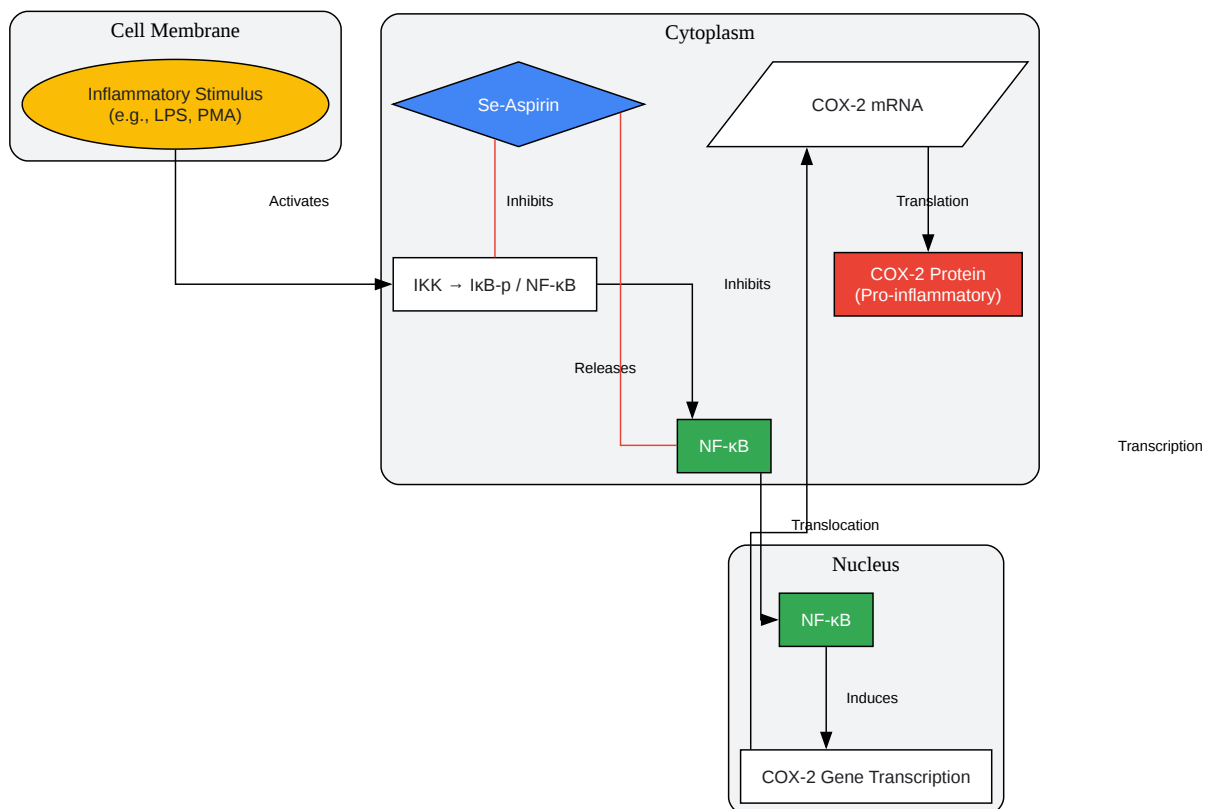 Cell Membrane
Inflammatory Stimulus
(e.g., LPS, PMA)
Activates
Cytoplasm
Se-Aspirin
Inhibits
IKK → IκB-p / NF-κB
Inhibits
Releases
NF-κB
COX-2 mRNA
Translation
COX-2 Protein
(Pro-inflammatory)
Transcription
Translocation
Nucleus
NF-κB
Induces
COX-2 Gene Transcription